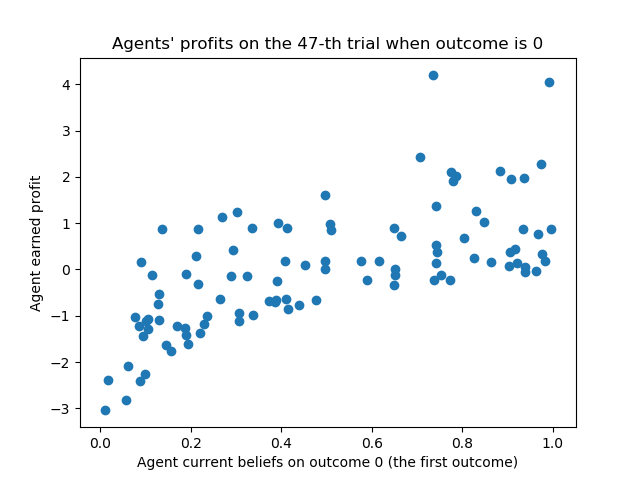 Agents' profits on the 47-th trial when outcome is 0
Agent earned profit
4
3
2
1
0
−1
−2
−3
0.0 0.2 0.4 0.6 0.8 1.0
Agent current beliefs on outcome 0 (the first outcome)